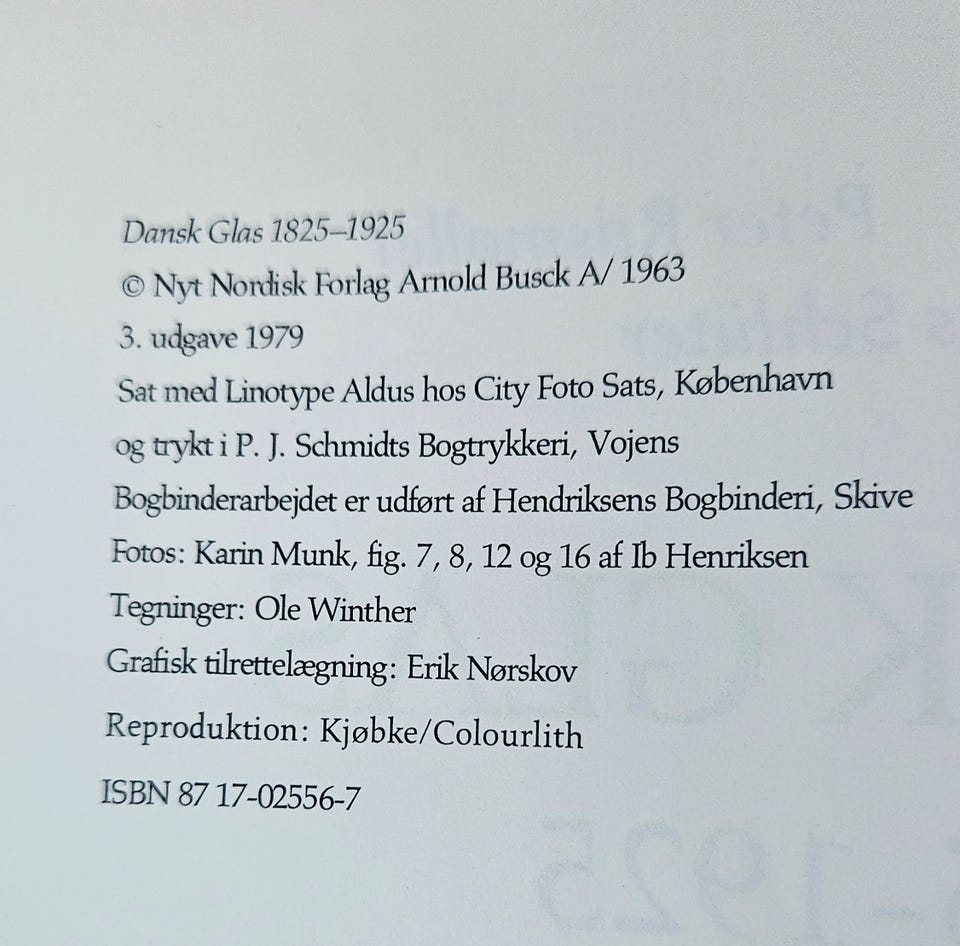 Dansk Glas 1825–1925
© Nyt Nordisk Forlag Arnold Busck A/ 1963
3. udgave 1979
Sat med Linotype Aldus hos City Foto Sats, København
og trykt i P. J. Schmidts Bogtrykkeri, Vojens
Bogbinderarbejdet er udført af Hendriksens Bogbinderi, Skive
Fotos: Karin Munk, fig. 7, 8, 12 og 16 af Ib Henriksen
Tegninger: Ole Winther
Grafisk tilrettelægning: Erik Nørskov
Reproduktion: Kjøbke/Colourlith
ISBN 87 17-02556-7